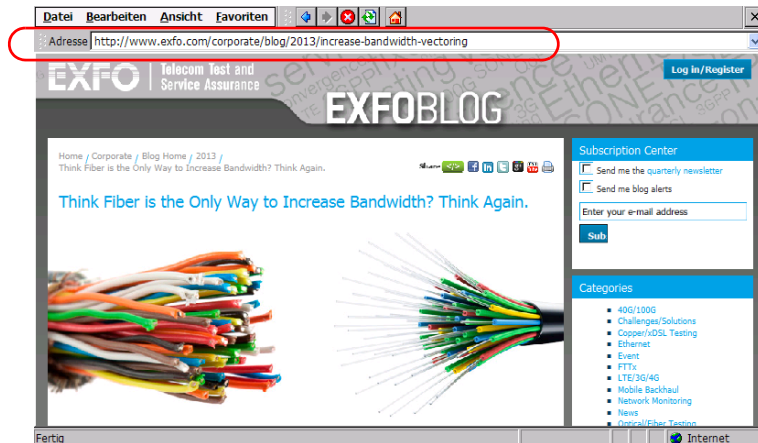 Datei Bearbeiten Ansicht Favoriten
Adresse http://www.exfo.com/corporate/blog/2013/increase-bandwidth-vectoring
EXFO Telecom Test and
Service Assurance
Log in/Register
EXFOBLOG
Home / Corporate / Blog Home / 2013 /
Think Fiber is the Only Way to Increase Bandwidth? Think Again.
Share
Think Fiber is the Only Way to Increase Bandwidth? Think Again.
Subscription Center
Send me the quarterly newsletter
Send me blog alerts
Enter your e-mail address
Sub
Categories
40G/100G
Challenges/Solutions
Copper/xDSL Testing
Ethernet
Event
FTTx
LTE/3G/4G
Mobile Backhaul
Network Monitoring
News
Optical/Fiber Testing
Fertig
Internet